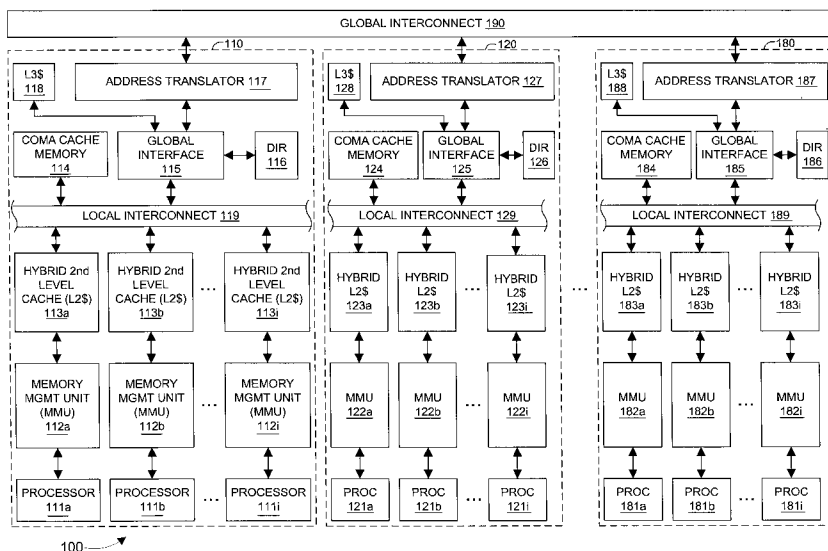 GLOBAL INTERCONNECT 190
110
120
180
L3$
118
ADDRESS TRANSLATOR 117
L3$
128
ADDRESS TRANSLATOR 127
L3$
188
ADDRESS TRANSLATOR 187
COMA CACHE
MEMORY
114
GLOBAL
INTERFACE
115
DIR
116
COMA CACHE
MEMORY
124
GLOBAL
INTERFACE
125
DIR
126
COMA CACHE
MEMORY
184
GLOBAL
INTERFACE
185
DIR
186
LOCAL INTERCONNECT 119
LOCAL INTERCONNECT 129
LOCAL INTERCONNECT 189
HYBRID 2nd
LEVEL
CACHE (L2$)
113a
HYBRID 2nd
LEVEL
CACHE (L2$)
113b
...
HYBRID 2nd
LEVEL
CACHE (L2$)
113i
HYBRID
L2$
123a
HYBRID
L2$
123b
...
HYBRID
L2$
123i
...
HYBRID
L2$
183a
HYBRID
L2$
183b
...
HYBRID
L2$
183i
MEMORY
MGMT UNIT
(MMU)
112a
MEMORY
MGMT UNIT
(MMU)
112b
...
MEMORY
MGMT UNIT
(MMU)
112i
MMU
122a
MMU
122b
...
MMU
122i
MMU
182a
MMU
182b
...
MMU
182i
PROCESSOR
111a
PROCESSOR
111b
...
PROCESSOR
111i
PROC
121a
PROC
121b
...
PROC
121i
PROC
181a
PROC
181b
...
PROC
181i
100